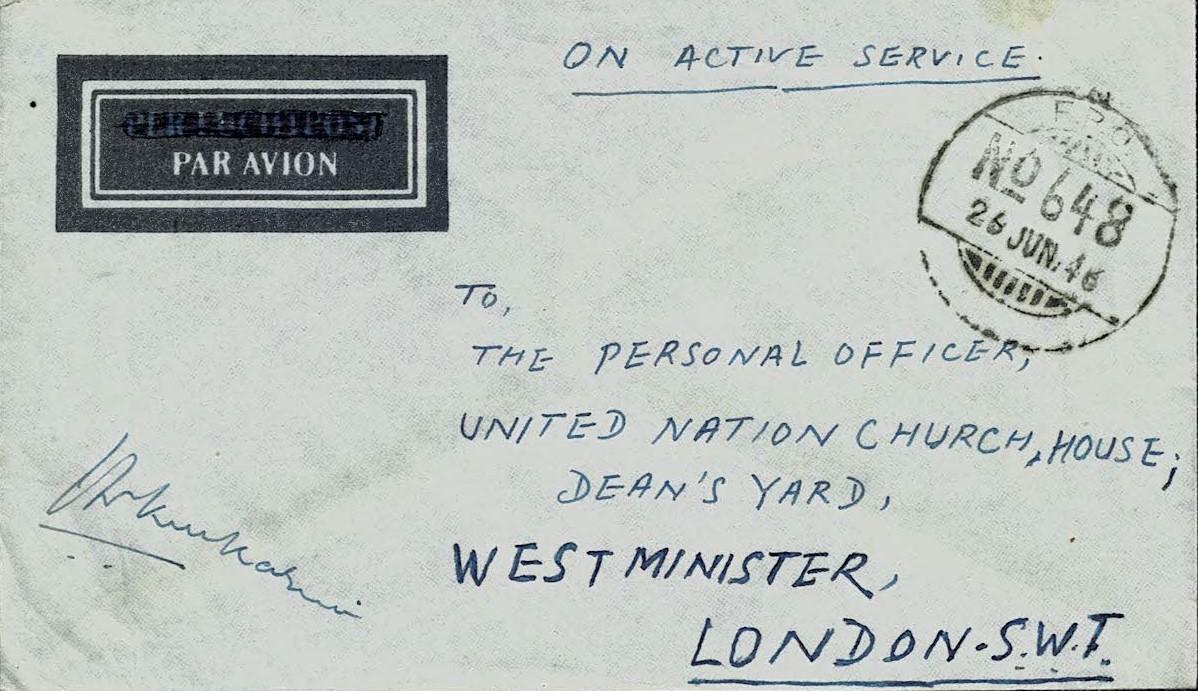 ON ACTIVE SERVICE.
PAR AVION
F.P.O.
No 648
26 JUN. 46
To,
THE PERSONAL OFFICER,
UNITED NATION CHURCH, HOUSE;
DEAN'S YARD,
WESTMINISTER,
LONDON. S.W.1.